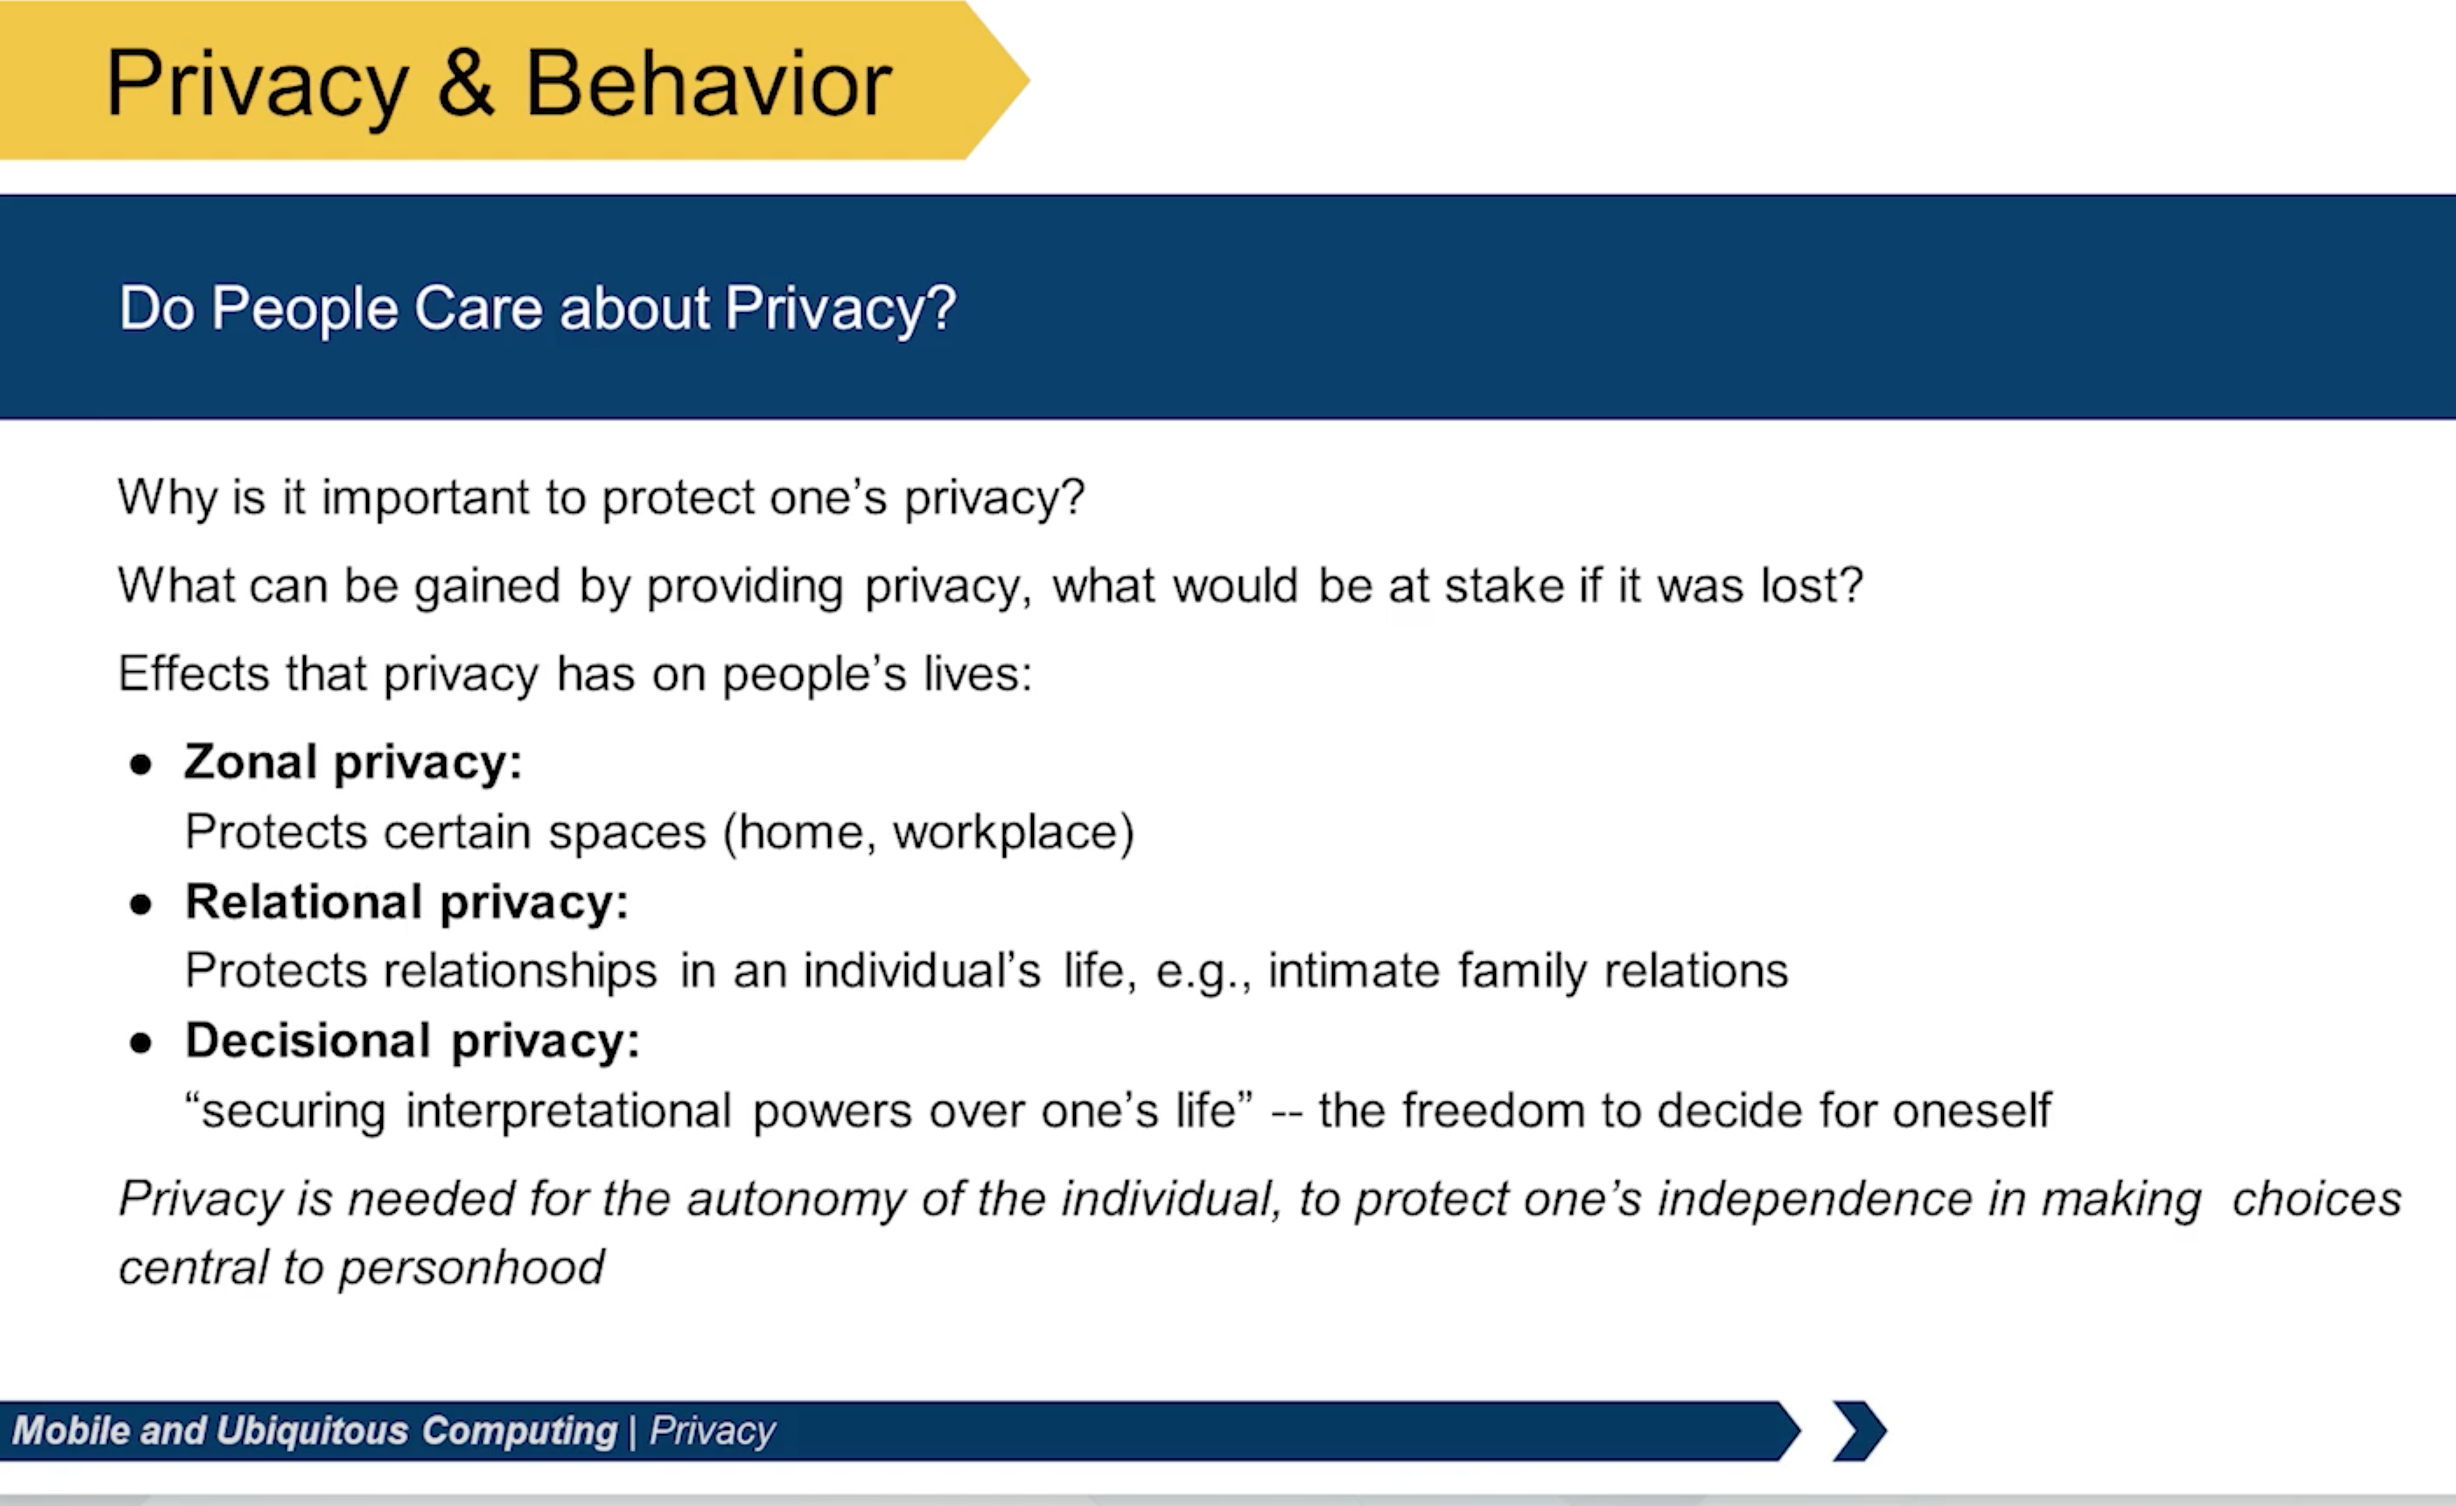 Privacy & Behavior
Do People Care about Privacy?
Why is it important to protect one’s privacy?
What can be gained by providing privacy, what would be at stake if it was lost?
Effects that privacy has on people’s lives:
● Zonal privacy:
Protects certain spaces (home, workplace)
● Relational privacy:
Protects relationships in an individual’s life, e.g., intimate family relations
● Decisional privacy:
“securing interpretational powers over one’s life” -- the freedom to decide for oneself
Privacy is needed for the autonomy of the individual, to protect one’s independence in making choices
central to personhood
Mobile and Ubiquitous Computing | Privacy